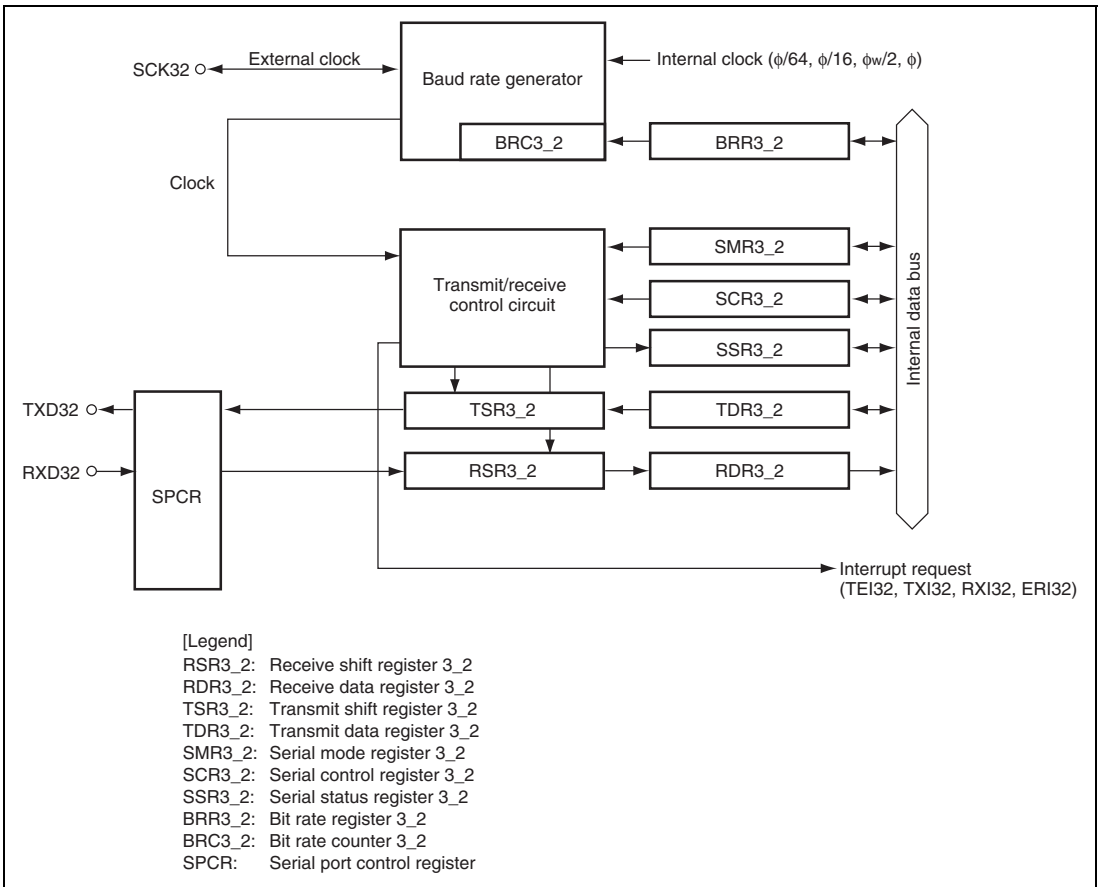 SCK32
External clock
Baud rate generator
Internal clock (φ/64, φ/16, φw/2, φ)
BRC3_2
BRR3_2
Clock
Transmit/receive
control circuit
SMR3_2
SCR3_2
SSR3_2
Internal data bus
TXD32
TSR3_2
TDR3_2
RXD32
SPCR
RSR3_2
RDR3_2
Interrupt request
(TEI32, TXI32, RXI32, ERI32)
[Legend]
RSR3_2: Receive shift register 3_2
RDR3_2: Receive data register 3_2
TSR3_2: Transmit shift register 3_2
TDR3_2: Transmit data register 3_2
SMR3_2: Serial mode register 3_2
SCR3_2: Serial control register 3_2
SSR3_2: Serial status register 3_2
BRR3_2: Bit rate register 3_2
BRC3_2: Bit rate counter 3_2
SPCR: Serial port control register